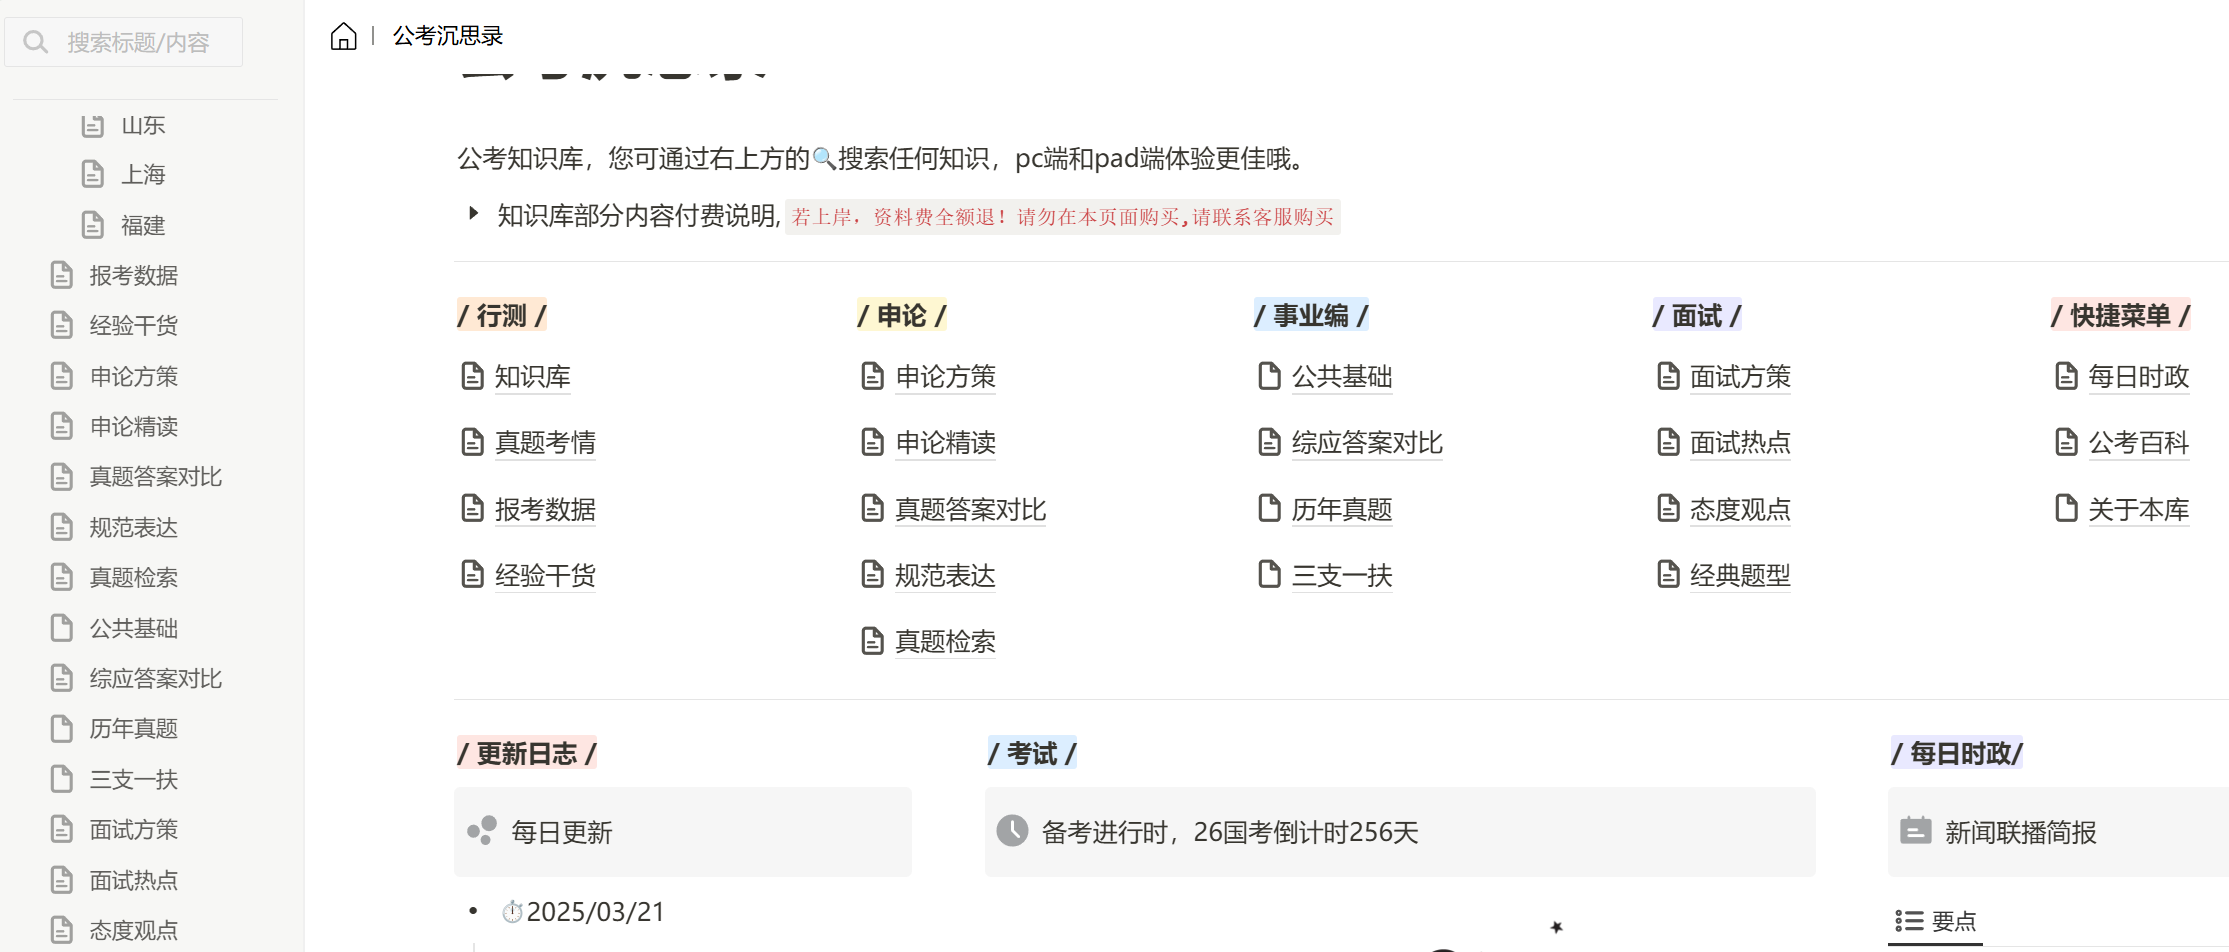 搜索标题/内容
山东
上海
福建
报考数据
经验干货
申论方策
申论精读
真题答案对比
规范表达
真题检索
公共基础
综应答案对比
历年真题
三支一扶
面试方策
面试热点
态度观点
公考沉思录
公考知识库，您可通过右上方的🔍搜索任何知识，pc端和pad端体验更佳哦。
知识库部分内容付费说明, 若上岸，资料费全额退！请勿在本页面购买,请联系客服购买
/ 行测 /
知识库
真题考情
报考数据
经验干货
/ 申论 /
申论方策
申论精读
真题答案对比
规范表达
真题检索
/ 事业编 /
公共基础
综应答案对比
历年真题
三支一扶
/ 面试 /
面试方策
面试热点
态度观点
经典题型
/ 快捷菜单 /
每日时政
公考百科
关于本库
/ 更新日志 /
每日更新
⏱2025/03/21
/ 考试 /
备考进行时，26国考倒计时256天
/ 每日时政/
新闻联播简报
要点